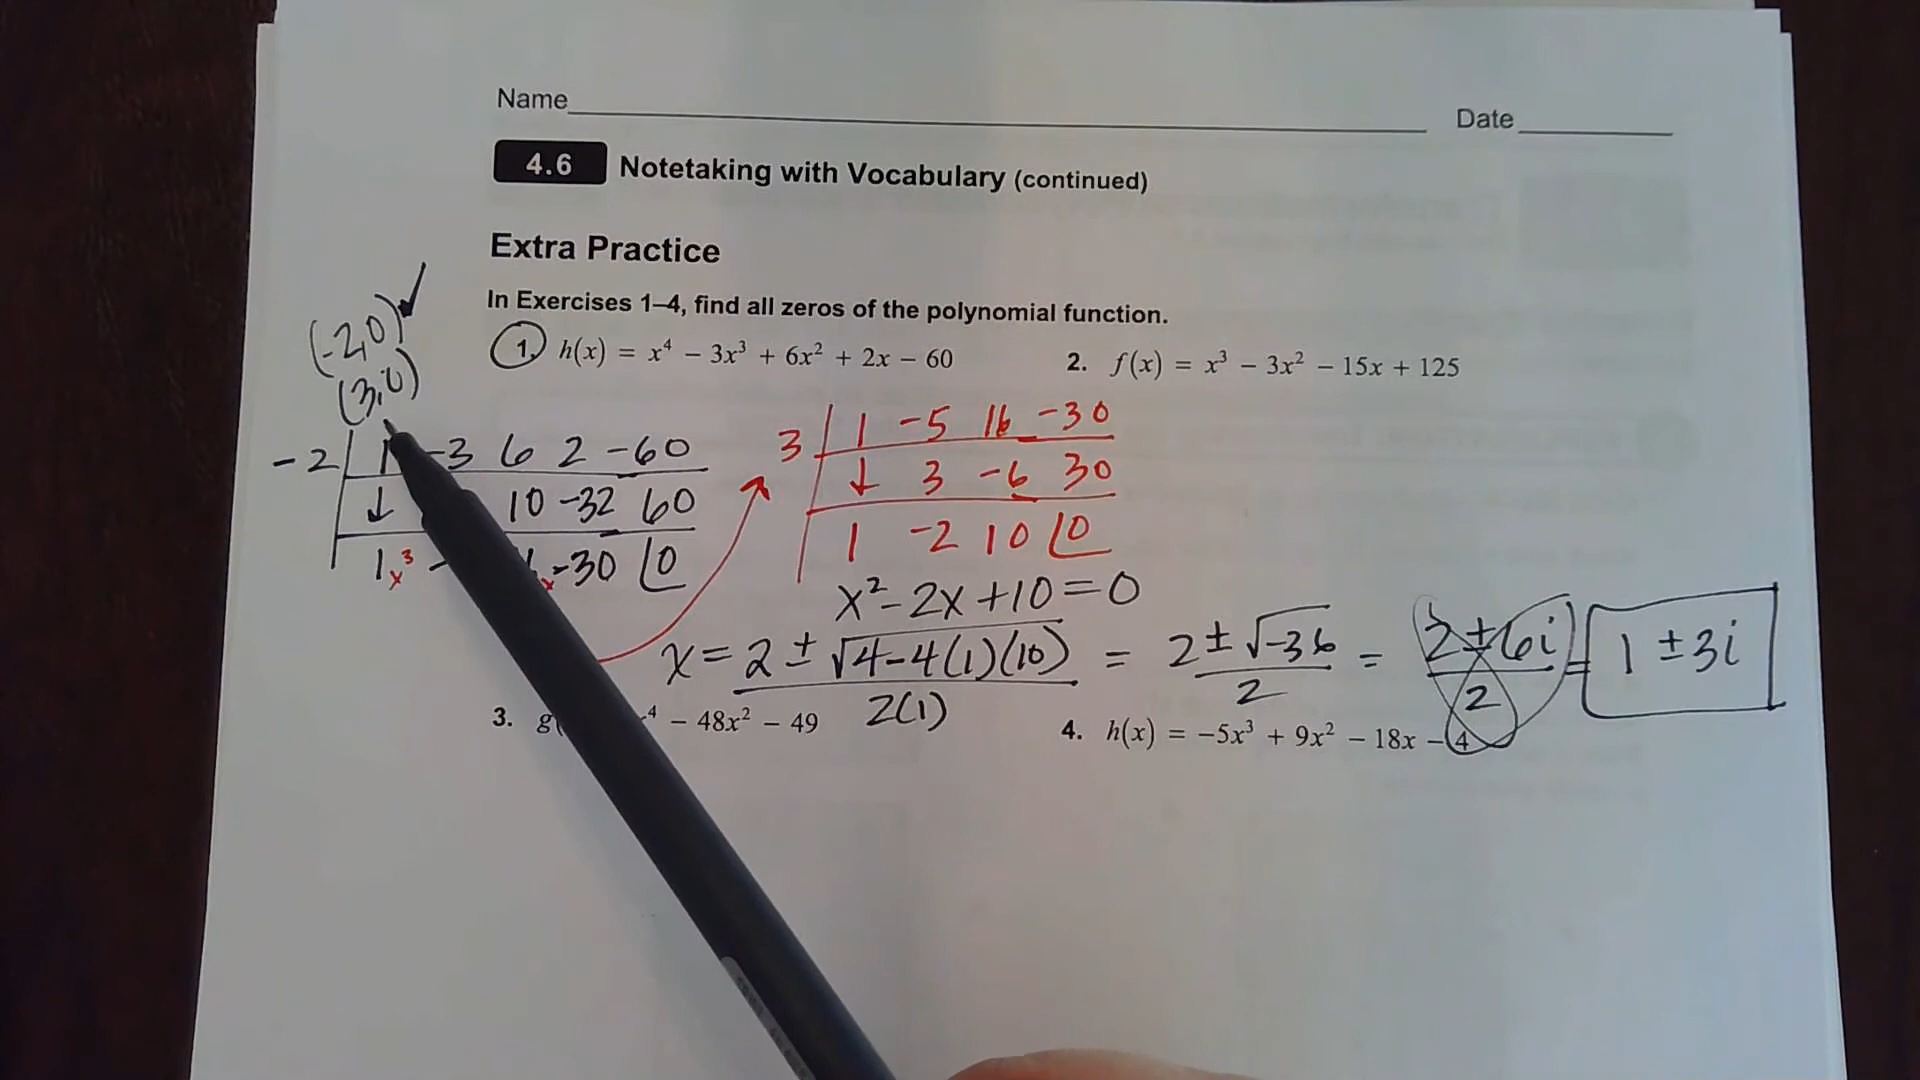 Name
Date
4.6 Notetaking with Vocabulary (continued)
Extra Practice
In Exercises 1–4, find all zeros of the polynomial function.
1. h(x) = x⁴ − 3x³ + 6x² + 2x − 60
2. f(x) = x³ − 3x² − 15x + 125
(-2,0) ✓
(3,0)
-2 1 -3 6 2 -60
↓ 10 -32 60
1x³ - x -30 0
3 1 -5 16 -30
↓ 3 -6 30
1 -2 10 0
x² - 2x + 10 = 0
x = 2 ± √4-4(1)(10) / 2(1) = 2 ± √-36 / 2 = 2 ± 6i / 2 = 1 ± 3i
3. g( ⁴ − 48x² − 49
4. h(x) = −5x³ + 9x² − 18x − 4